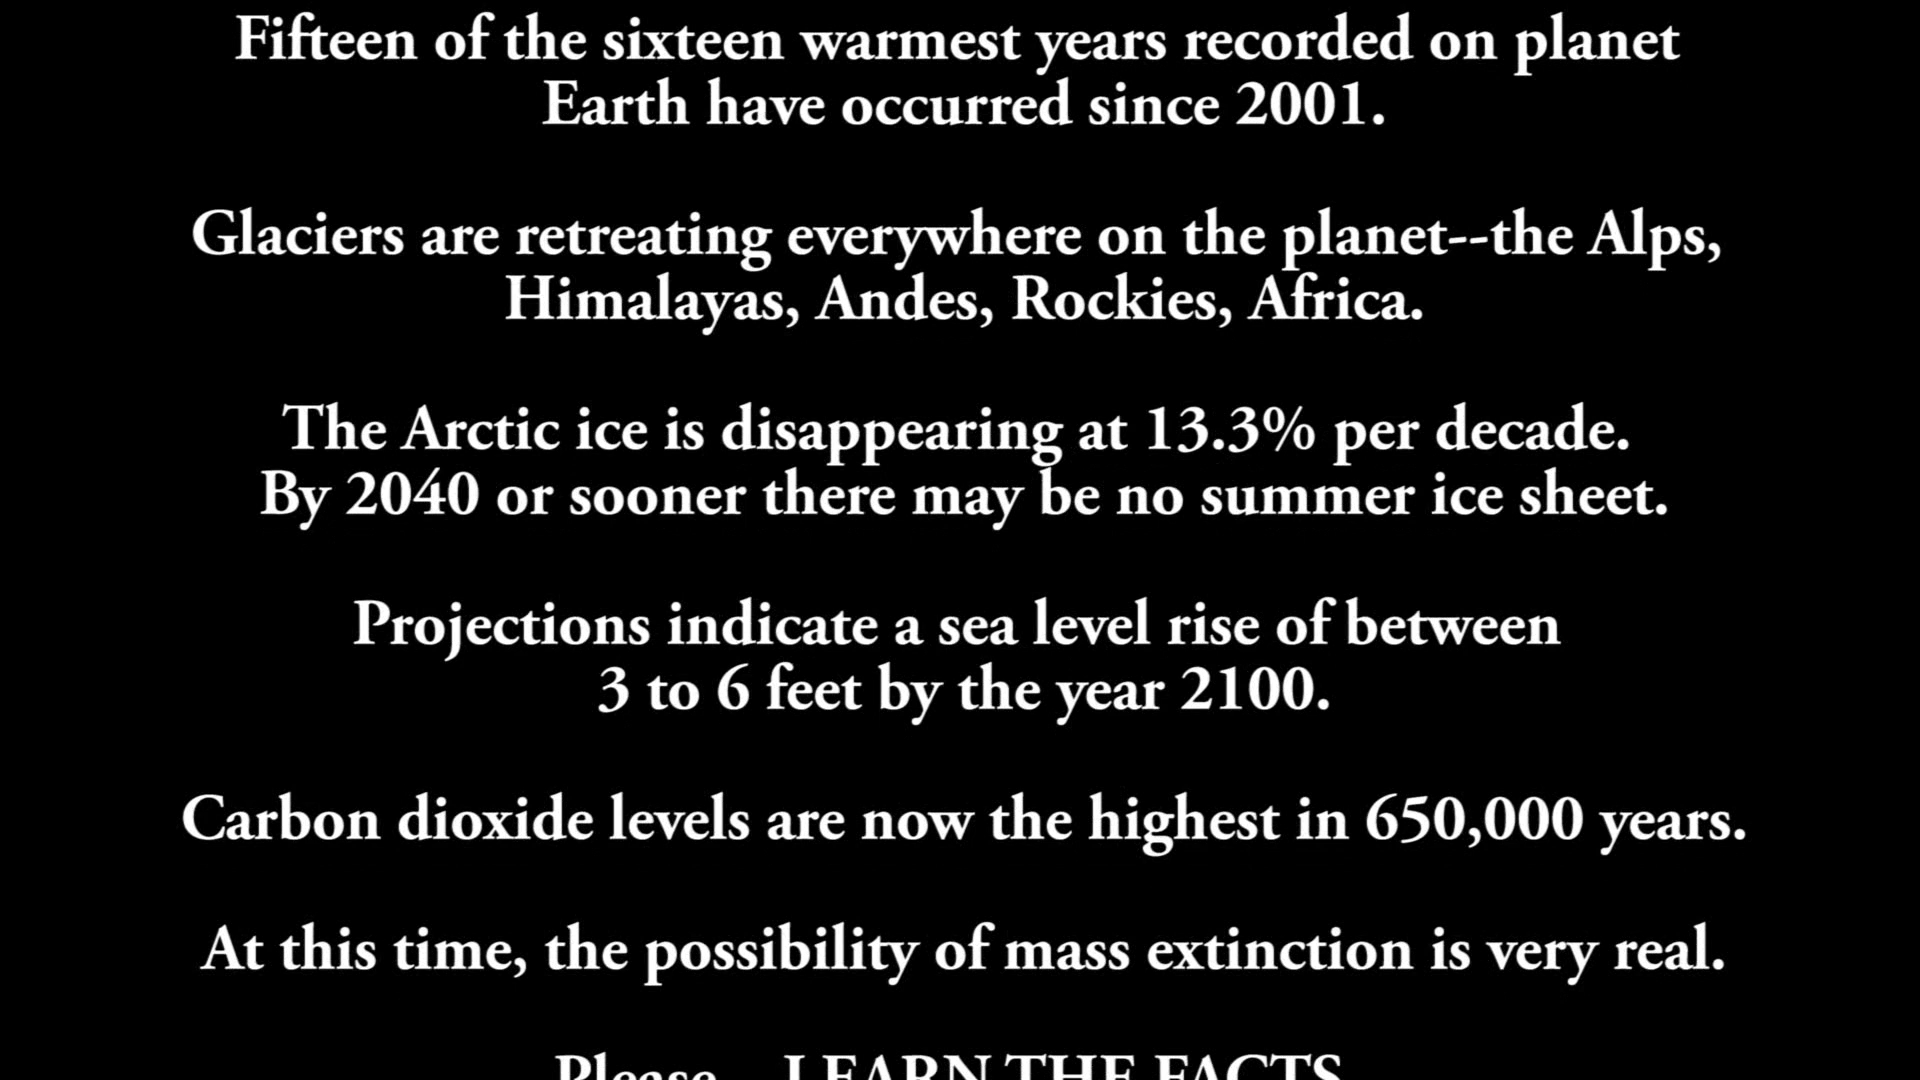 Fifteen of the sixteen warmest years recorded on planet
Earth have occurred since 2001.
Glaciers are retreating everywhere on the planet--the Alps,
Himalayas, Andes, Rockies, Africa.
The Arctic ice is disappearing at 13.3% per decade.
By 2040 or sooner there may be no summer ice sheet.
Projections indicate a sea level rise of between
3 to 6 feet by the year 2100.
Carbon dioxide levels are now the highest in 650,000 years.
At this time, the possibility of mass extinction is very real.
Please... LEARN THE FACTS